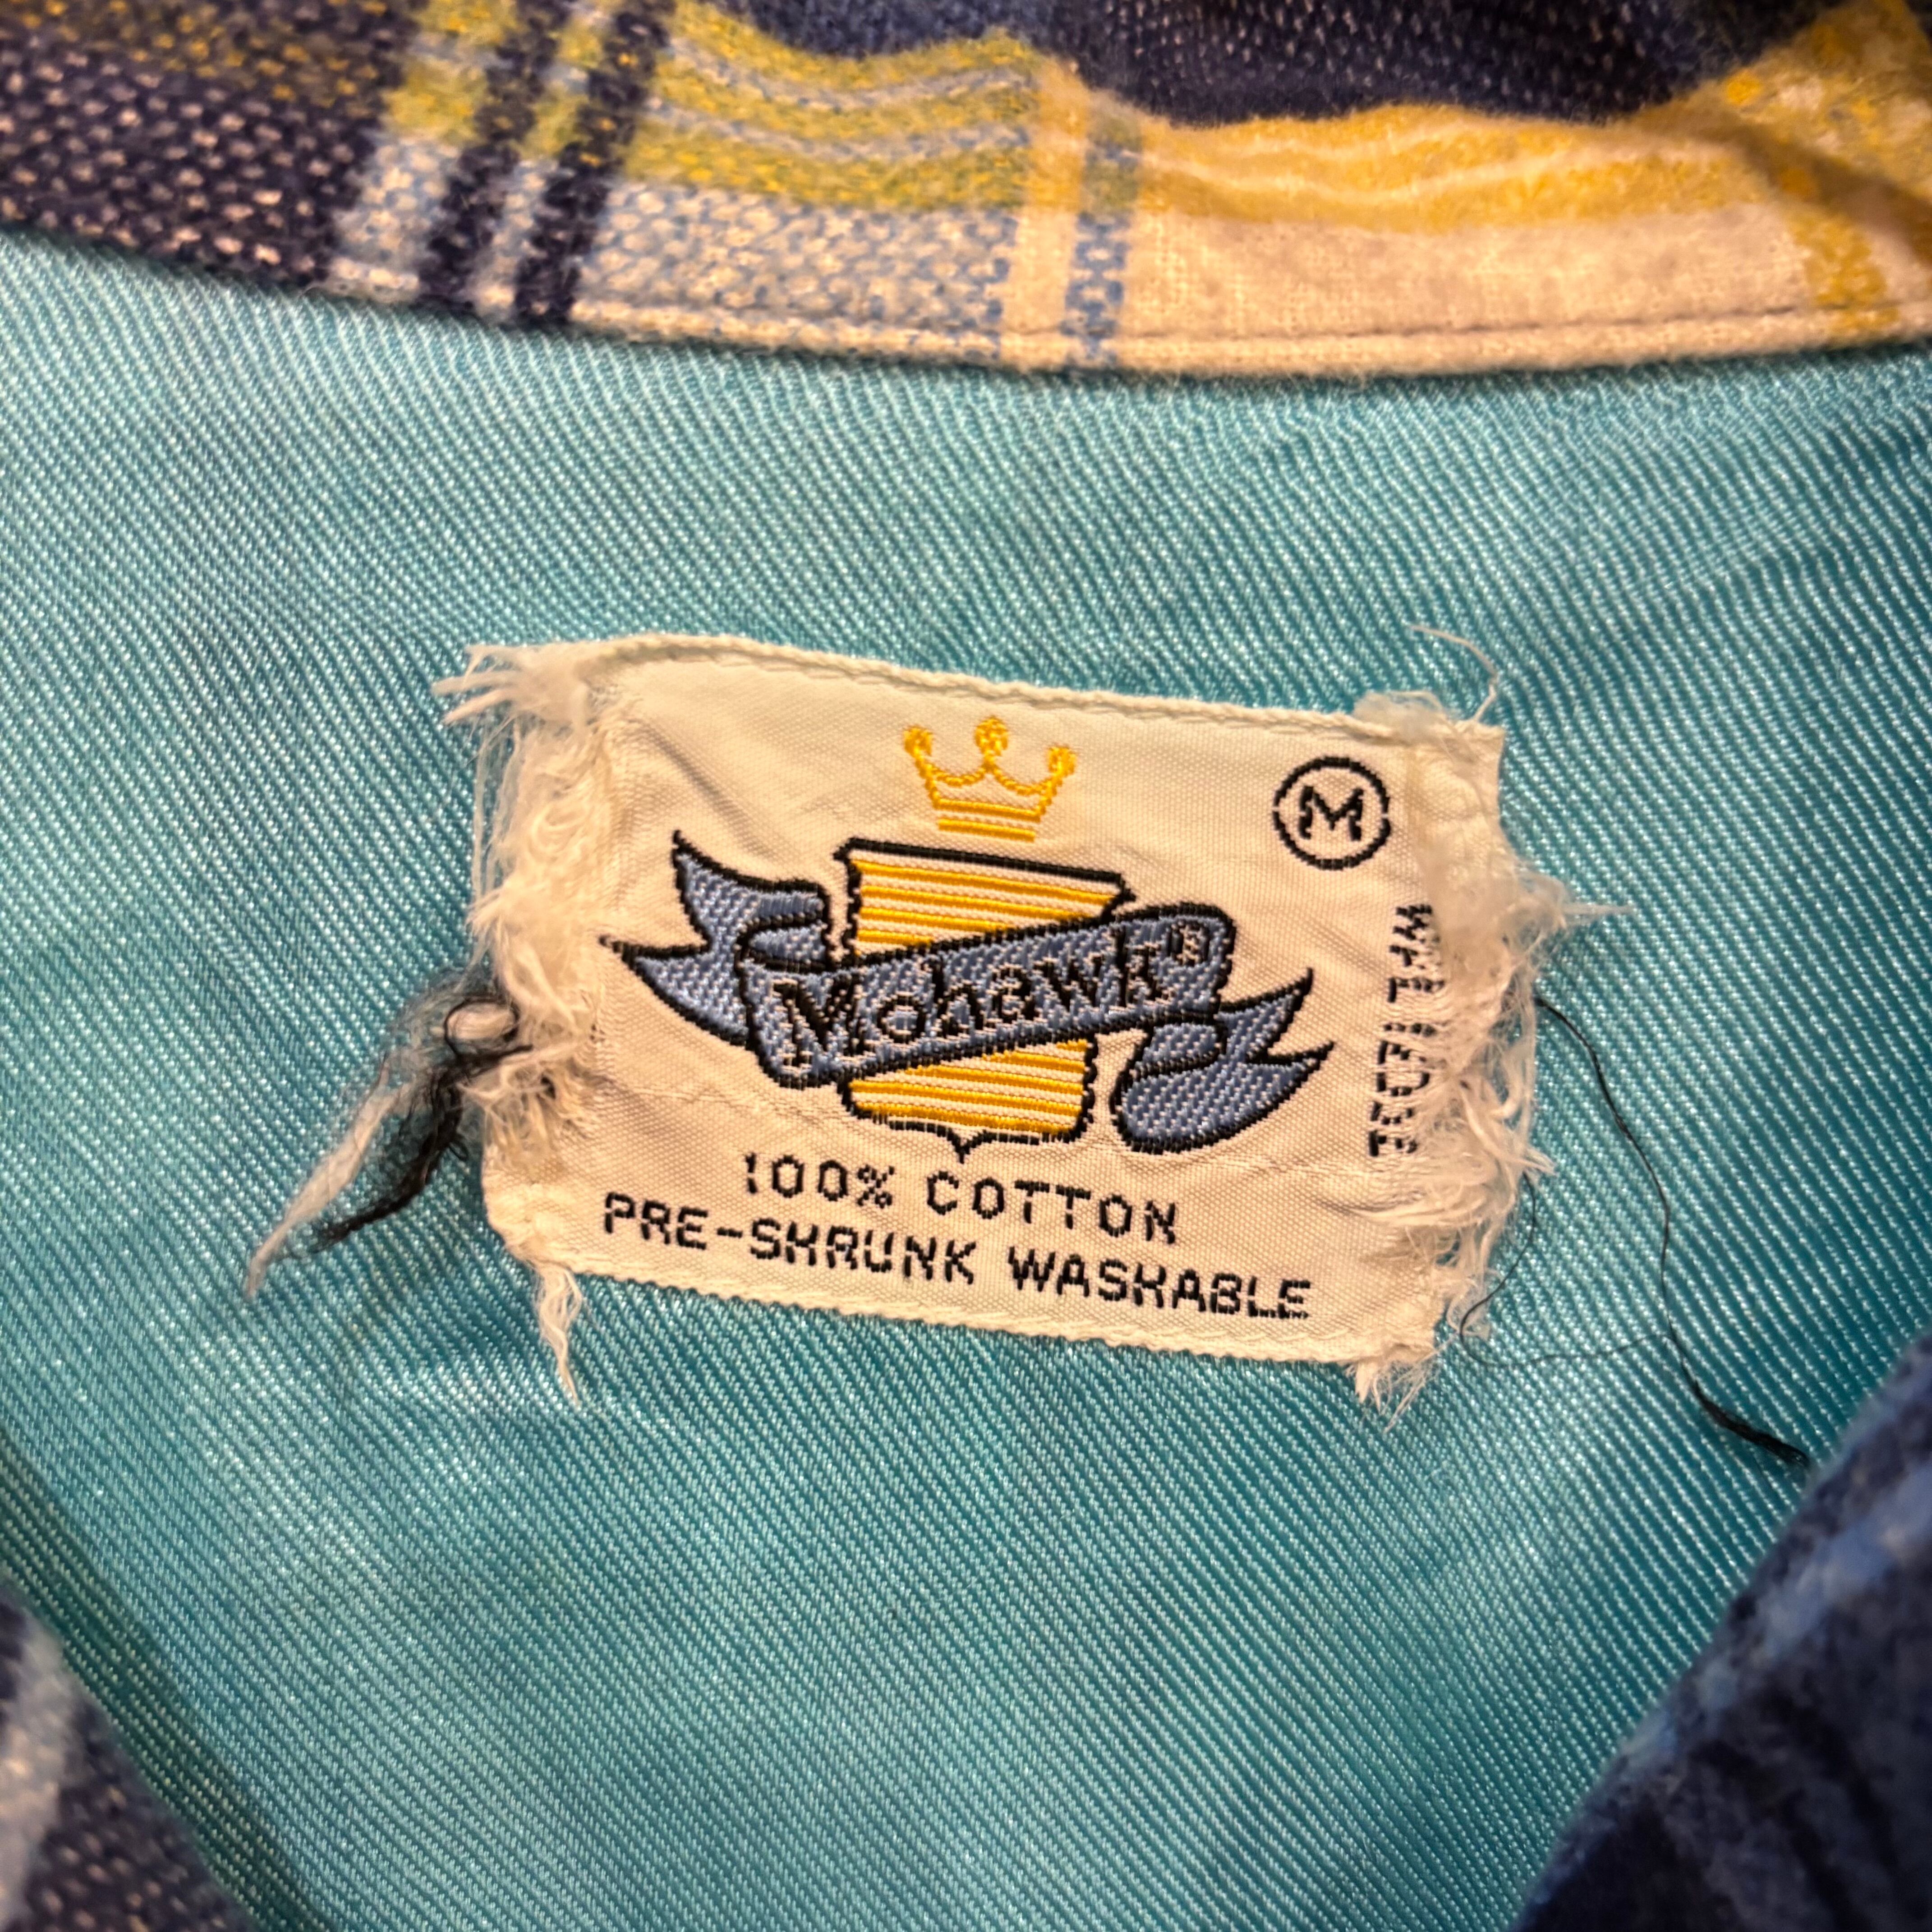 M
Mohawk®
100% COTTON
PRE-SHRUNK WASHABLE